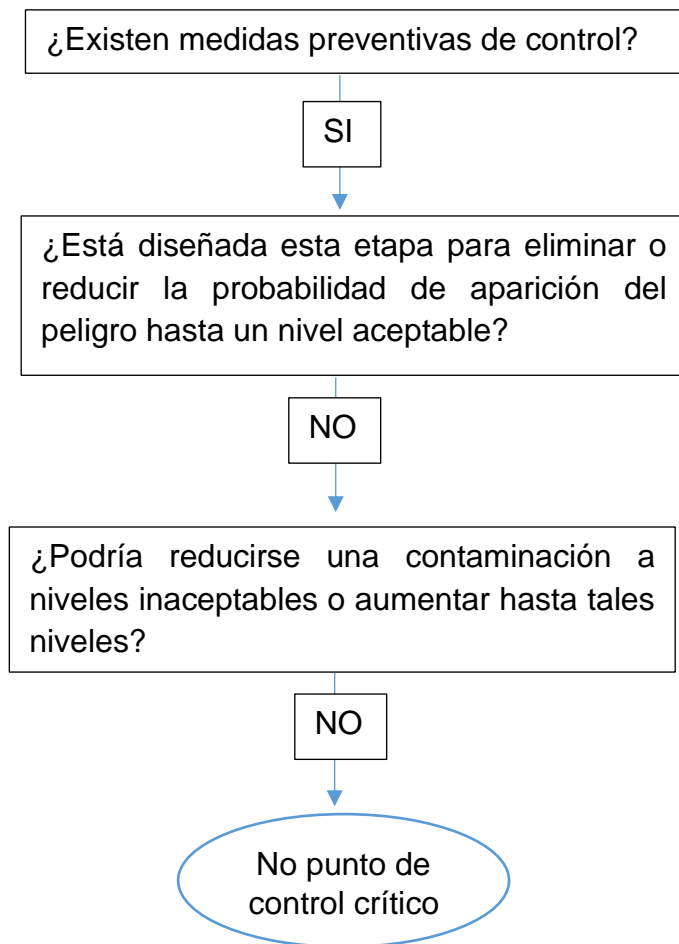 ¿Existen medidas preventivas de control?
SI
¿Está diseñada esta etapa para eliminar o
reducir la probabilidad de aparición del
peligro hasta un nivel aceptable?
NO
¿Podría reducirse una contaminación a
niveles inaceptables o aumentar hasta tales
niveles?
NO
No punto de
control crítico